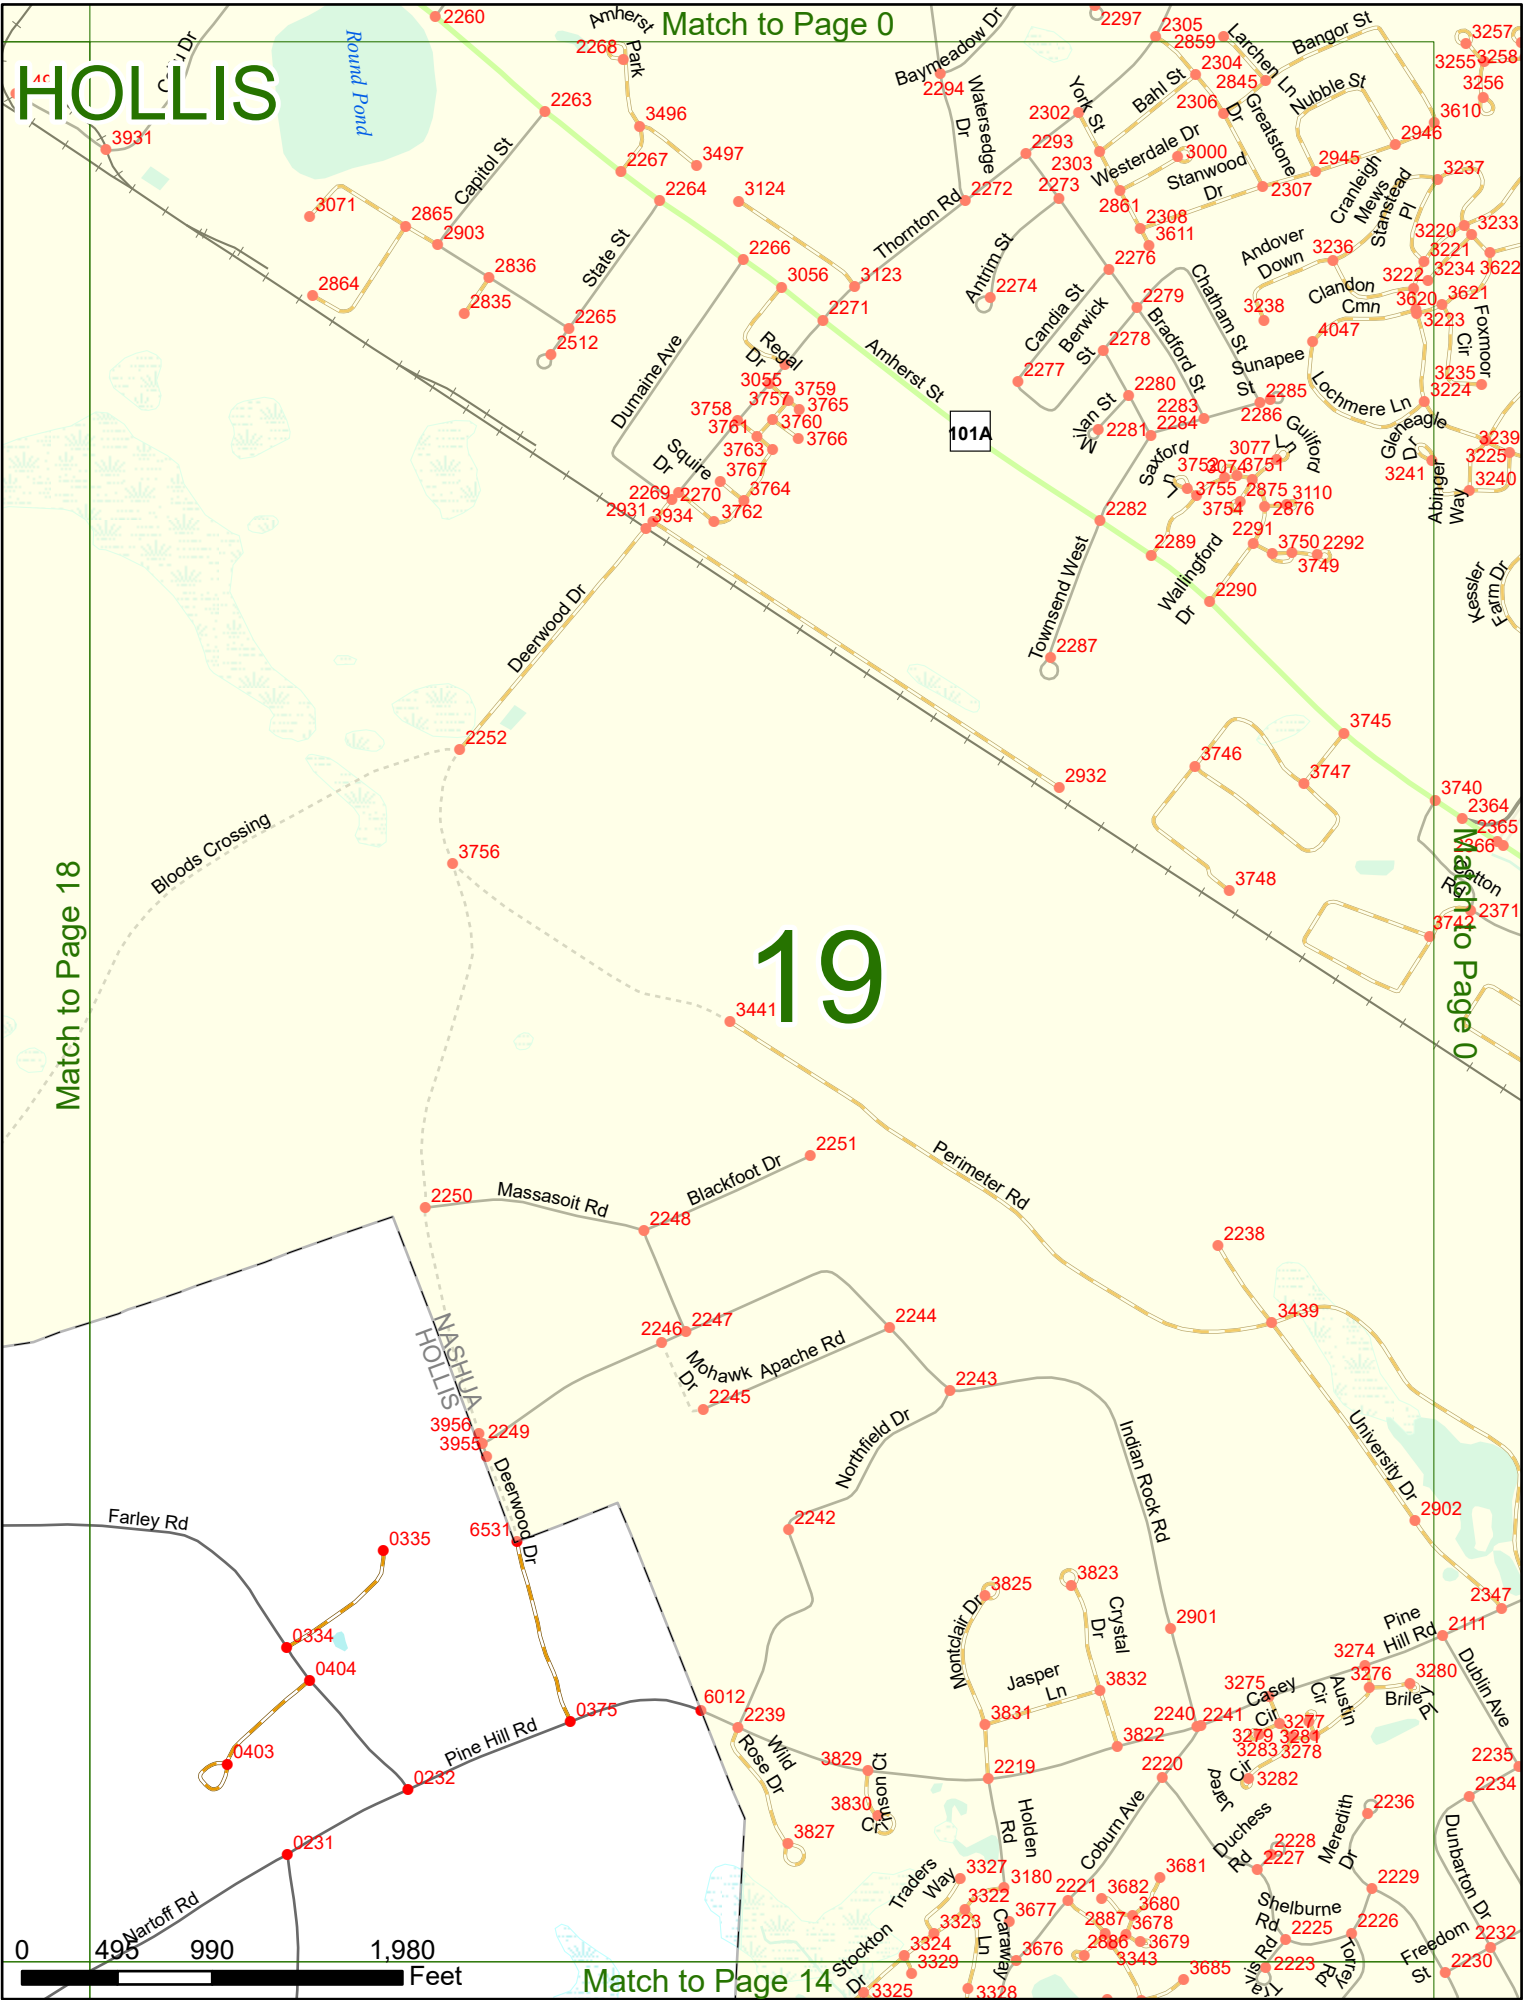 Match to Page 0
HOLLIS
Round Pond
Amherst
Park
Baymeadow Dr
Watersedge
Dr
York St
Bahl St
Larchen Ln
Bangor St
Nubble St
Greatstone
Dr
Westerdale Dr
Stanwood
Dr
Cranleigh
Mews
Stanstead
Pl
Andover
Down
Clandon
Cmn
Foxmoor
Cir
Capitol St
State St
Thornton Rd
Antrim St
Candia St
Berwick
St
Bradford St
Chatham St
Sunapee
St
Lochmere Ln
Gleneagle
Dr
Abinger
Way
Kessler
Farm Dr
Dumaine Ave
Regal
Dr
Squire
Dr
Amherst St
101A
Milan St
Saxford
Ln
Guilford
Ln
Wallingford
Dr
Townsend West
Deerwood Dr
Bloods Crossing
Match to Page 18
19
Match to Page 0
Cotton
Rd
Perimeter Rd
Massasoit Rd
Blackfoot Dr
NASHUA
HOLLIS
Mohawk
Dr
Apache Rd
Northfield Dr
Indian Rock Rd
University Dr
Deerwood Dr
Farley Rd
Pine Hill Rd
Nartoff Rd
Montclair Dr
Crystal
Dr
Jasper
Ln
Wild
Rose Dr
Crimson Ct
Holden
Rd
Coburn Ave
Casey
Cir
Austin
Cir
Briley
Pl
Pine
Hill Rd
Dublin Ave
Jared
Cir
Duchess
Rd
Meredith
Dr
Dunbarton Dr
Shelburne
Rd
Travis Rd
Torrey
Rd
Freedom
St
Traders
Way
Stockton
Dr
Caraway
Ln
2260
2268
2263
3496
2267
3497
3931
2264
3124
3071
2865
2903
2864
2836
2835
2265
2512
2266
3056
3123
2271
2294
2297
2305
2859
2304
2845
2306
2302
2293
2303
3000
2272
2273
2861
2308
3611
2307
2945
2946
3610
3257
3255
3258
3256
3237
3220
3233
3221
3236
3222
3234
3622
3620
3621
3223
3238
4047
2276
2274
2279
2278
2277
2280
2281
2283
2284
2285
2286
3235
3224
3239
3225
3241
3240
3055
3759
3757
3765
3758
3760
3761
3766
3763
3767
3764
2269
2270
3762
2931
3934
3077
3752
3074
3751
3755
2875
3110
3754
2876
2282
2289
2291
3750
2292
3749
2290
2287
2252
2932
3745
3746
3747
3740
2364
2365
2366
3748
2371
3742
3756
3441
2251
2250
2248
2238
3439
2247
2246
2244
2245
2243
3956
2249
3955
2242
2902
0335
6531
0334
0404
0403
0375
0232
0231
6012
2239
3825
3823
2901
3832
3831
3822
2240
2241
2219
3829
3830
3827
2347
2111
3274
3275
3276
3280
3277
3279
3281
3283
3278
3282
2220
2235
2234
2236
2228
2227
2229
3327
3180
3322
3677
2221
3682
3681
3680
2887
3678
3679
2886
3343
3323
3324
3329
3676
3325
3328
3685
2225
2226
2223
2232
2230
0
495
990
1,980
Feet
Match to Page 14